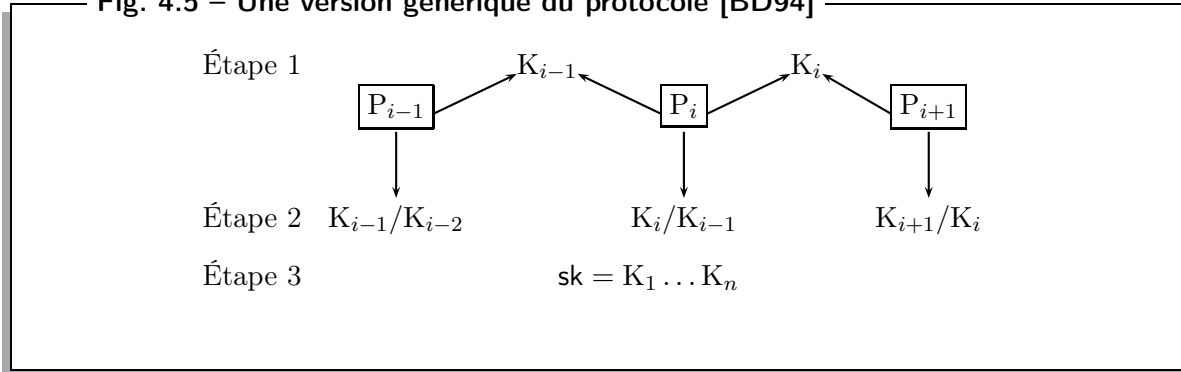 Fig. 4.5 – Une version générique du protocole [BD94]
Étape 1 K_{i−1} K_i
P_{i−1} P_i P_{i+1}
Étape 2 K_{i−1}/K_{i−2} K_i/K_{i−1} K_{i+1}/K_i
Étape 3 sk = K_1 … K_n